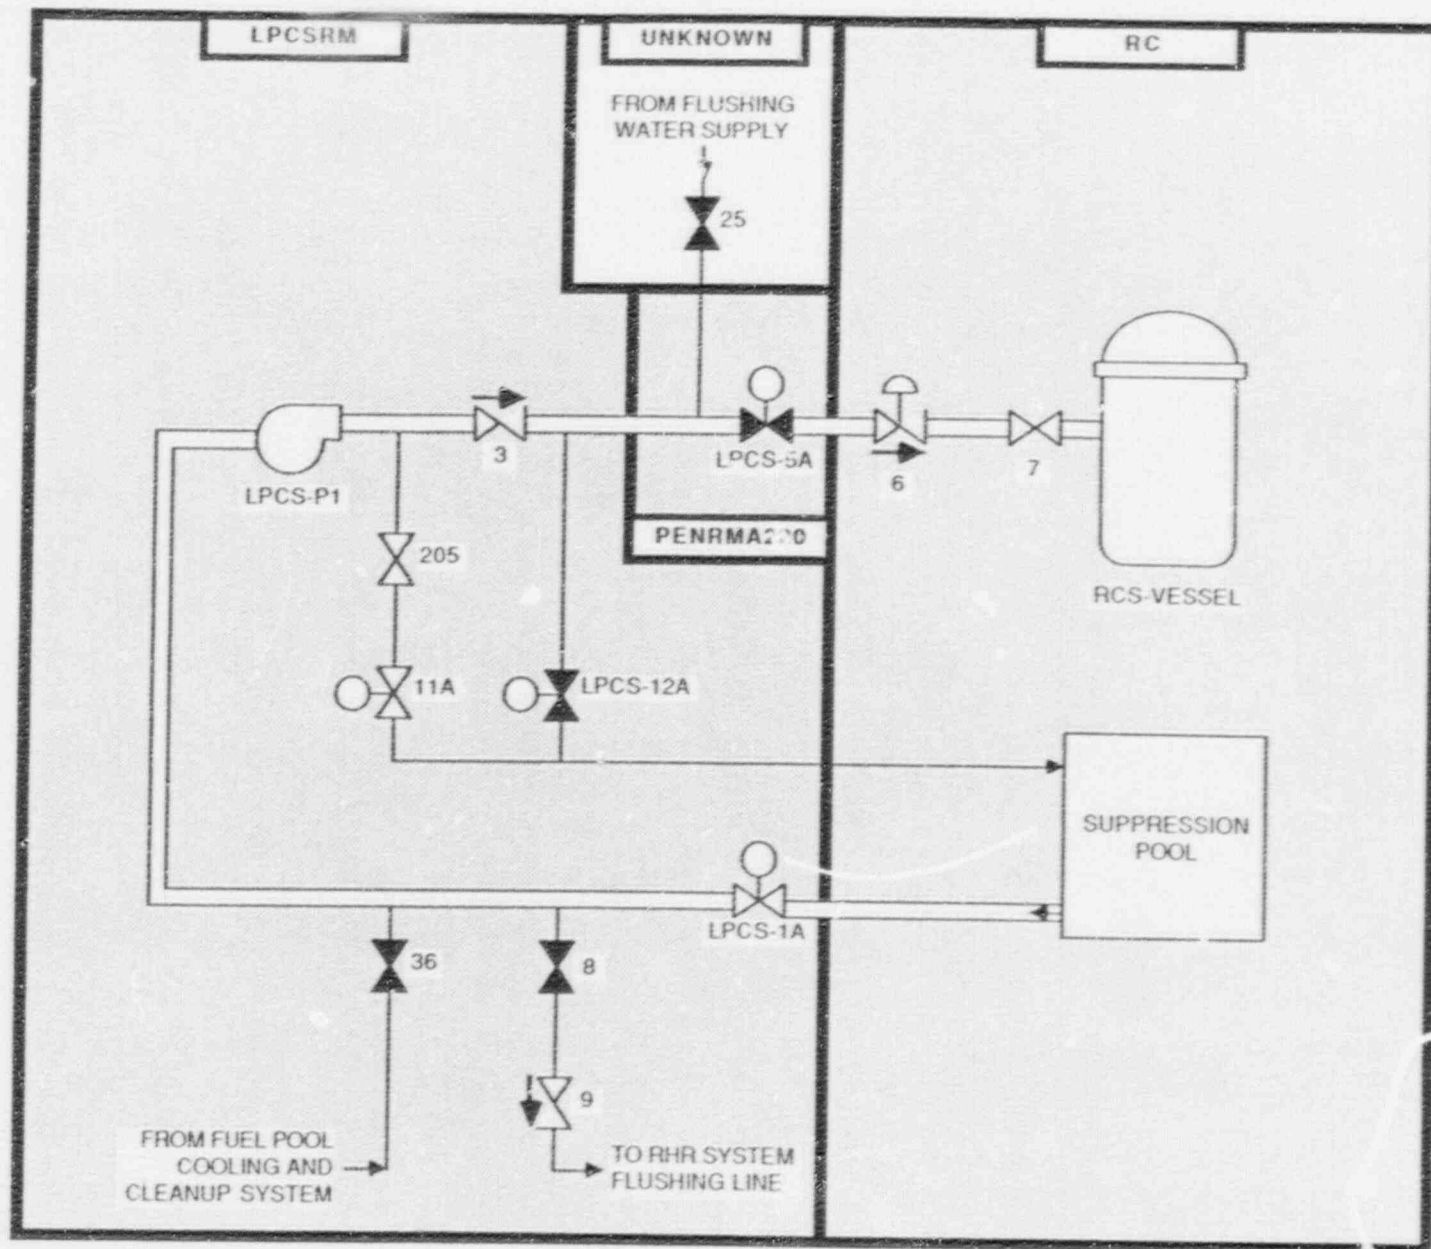 LPCSRM
UNKNOWN
RC
FROM FLUSHING
WATER SUPPLY
25
3
LPCS-P1
LPCS-5A
6
7
205
RCS-VESSEL
11A
LPCS-12A
SUPPRESSION
POOL
LPCS-1A
36
8
9
FROM FUEL POOL
COOLING AND
CLEANUP SYSTEM
TO RHR SYSTEM
FLUSHING LINE